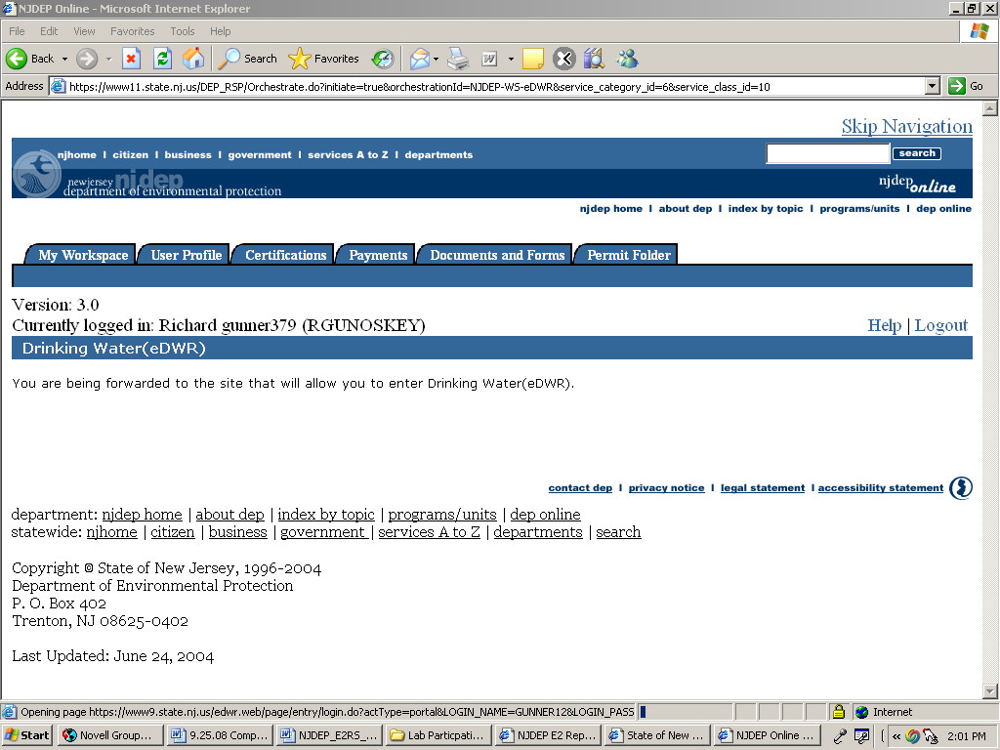 NJDEP Online - Microsoft Internet Explorer
File Edit View Favorites Tools Help
Back Search Favorites
Address https://www11.state.nj.us/DEP_RSP/Orchestrate.do?initiate=true&orchestrationId=NJDEP-WS-eDWR&service_category_id=6&service_class_id=10 Go
Skip Navigation
njhome | citizen | business | government | services A to Z | departments search
newjersey njdep
department of environmental protection njdep online
njdep home | about dep | index by topic | programs/units | dep online
My Workspace User Profile Certifications Payments Documents and Forms Permit Folder
Version: 3.0
Currently logged in: Richard gunner379 (RGUNOSKEY) Help | Logout
Drinking Water(eDWR)
You are being forwarded to the site that will allow you to enter Drinking Water(eDWR).
contact dep | privacy notice | legal statement | accessibility statement
department: njdep home | about dep | index by topic | programs/units | dep online
statewide: njhome | citizen | business | government | services A to Z | departments | search
Copyright © State of New Jersey, 1996-2004
Department of Environmental Protection
P. O. Box 402
Trenton, NJ 08625-0402
Last Updated: June 24, 2004
Opening page https://www9.state.nj.us/edwr.web/page/entry/login.do?actType=portal&LOGIN_NAME=GUNNER12&LOGIN_PASS Internet
Start Novell Group... 9.25.08 Comp... NJDEP_E2RS_... Lab Particpati... NJDEP E2 Rep... State of New ... NJDEP Online ... « 2:01 PM